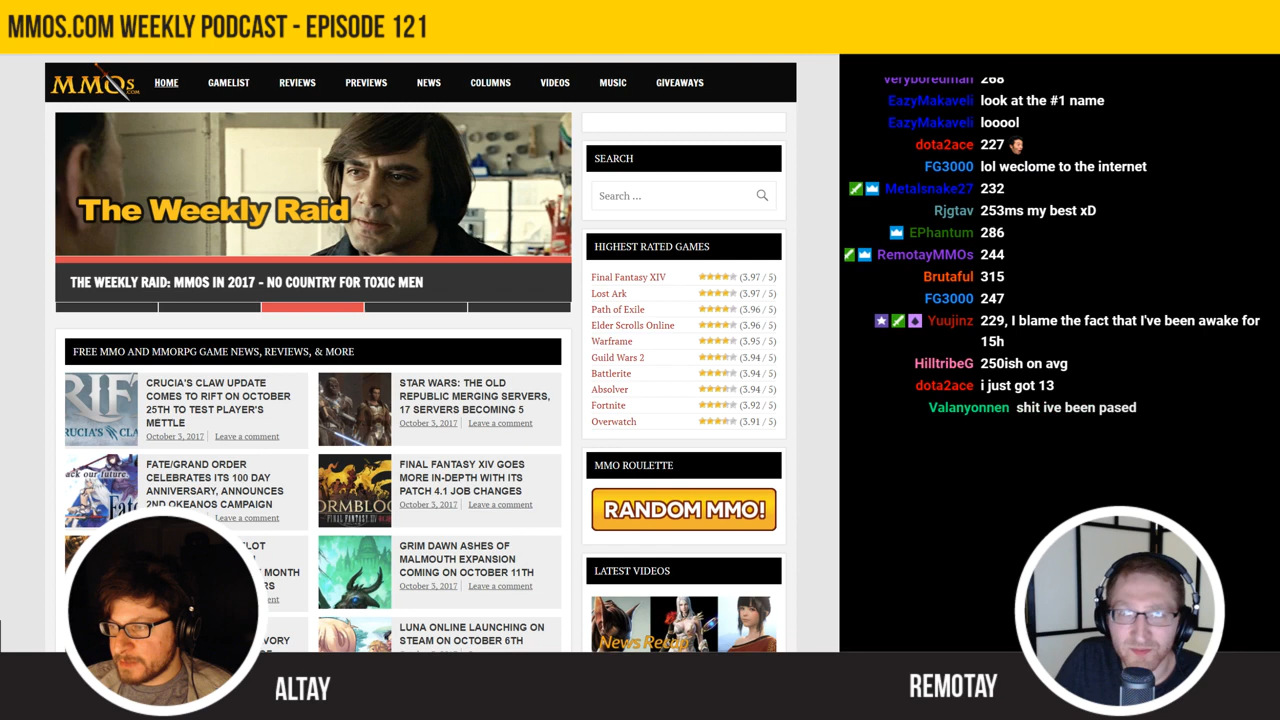 MMOS.COM WEEKLY PODCAST - EPISODE 121
MMOs.COM
HOME GAMELIST REVIEWS PREVIEWS NEWS COLUMNS VIDEOS MUSIC GIVEAWAYS
The Weekly Raid
THE WEEKLY RAID: MMOS IN 2017 - NO COUNTRY FOR TOXIC MEN
FREE MMO AND MMORPG GAME NEWS, REVIEWS, & MORE
CRUCIA'S CLAW UPDATE
COMES TO RIFT ON OCTOBER
25TH TO TEST PLAYER'S
METTLE
October 3, 2017 Leave a comment
STAR WARS: THE OLD
REPUBLIC MERGING SERVERS,
17 SERVERS BECOMING 5
October 3, 2017 Leave a comment
FATE/GRAND ORDER
CELEBRATES ITS 100 DAY
ANNIVERSARY, ANNOUNCES
2ND OKEANOS CAMPAIGN
Leave a comment
FINAL FANTASY XIV GOES
MORE IN-DEPTH WITH ITS
PATCH 4.1 JOB CHANGES
October 3, 2017 Leave a comment
MONTH
GRIM DAWN ASHES OF
MALMOUTH EXPANSION
COMING ON OCTOBER 11TH
October 3, 2017 Leave a comment
LUNA ONLINE LAUNCHING ON
STEAM ON OCTOBER 6TH
SEARCH
Search ...
HIGHEST RATED GAMES
Final Fantasy XIV (3.97 / 5)
Lost Ark (3.97 / 5)
Path of Exile (3.96 / 5)
Elder Scrolls Online (3.96 / 5)
Warframe (3.95 / 5)
Guild Wars 2 (3.94 / 5)
Battlerite (3.94 / 5)
Absolver (3.94 / 5)
Fortnite (3.92 / 5)
Overwatch (3.91 / 5)
MMO ROULETTE
RANDOM MMO!
LATEST VIDEOS
News Recap
veryboredman 268
EazyMakaveli look at the #1 name
EazyMakaveli looool
dota2ace 227
FG3000 lol weclome to the internet
Metalsnake27 232
Rjgtav 253ms my best xD
EPhantum 286
RemotayMMOs 244
Brutaful 315
FG3000 247
Yuujinz 229, I blame the fact that I've been awake for
15h
HilltribeG 250ish on avg
dota2ace i just got 13
Valanyonnen shit ive been pased
ALTAY
REMOTAY